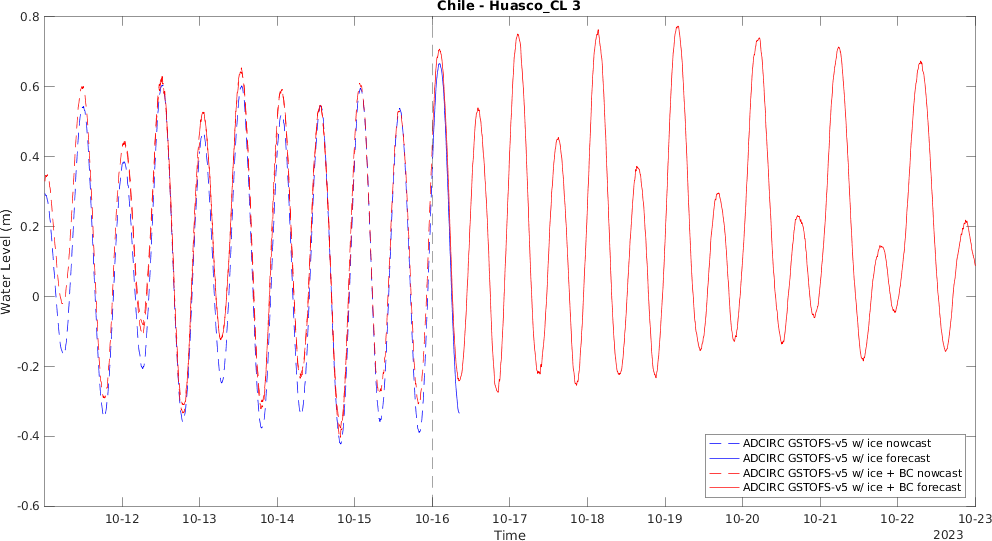 Chile - Huasco_CL 3
0.8
0.6
0.4
0.2
0
-0.2
-0.4
-0.6
Water Level (m)
ADCIRC GSTOFS-v5 w/ ice nowcast
ADCIRC GSTOFS-v5 w/ ice forecast
ADCIRC GSTOFS-v5 w/ ice + BC nowcast
ADCIRC GSTOFS-v5 w/ ice + BC forecast
10-12 10-13 10-14 10-15 10-16 10-17 10-18 10-19 10-20 10-21 10-22 10-23
Time
2023